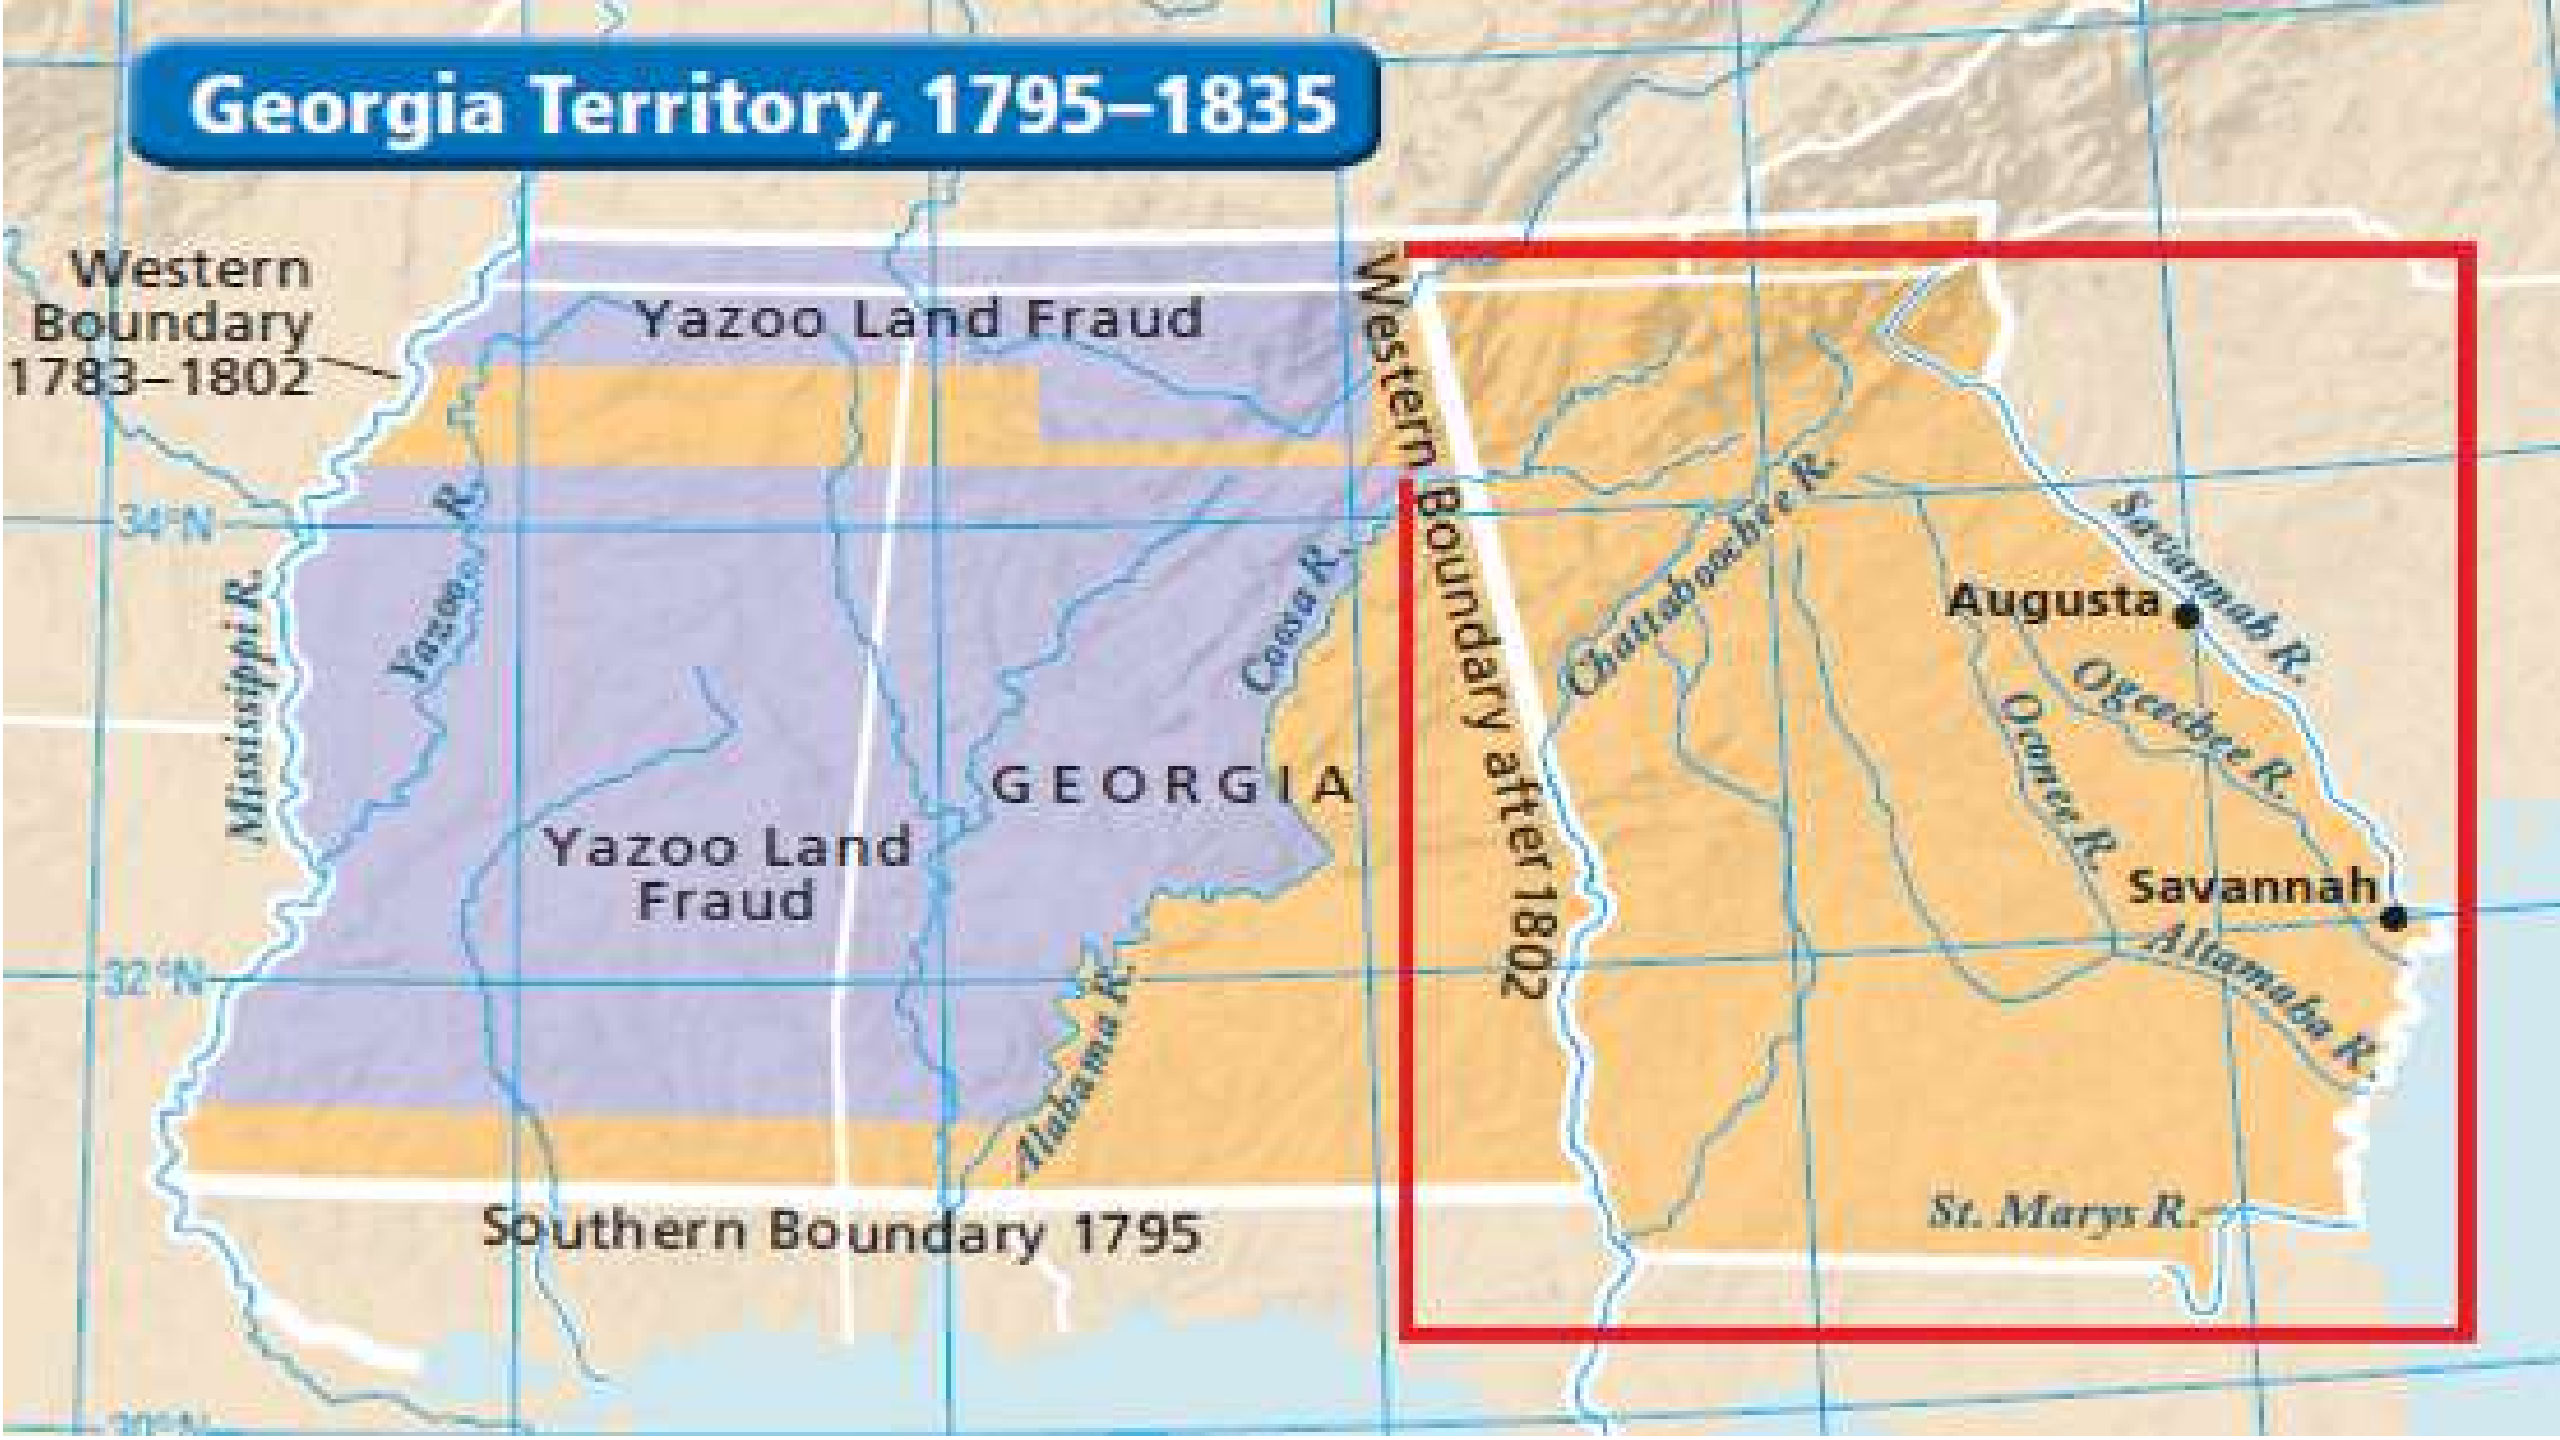 Georgia Territory, 1795–1835
Western
Boundary
1783–1802
Yazoo Land Fraud
Western Boundary after 1802
34°N
Yazoo R.
Mississippi R.
Coosa R.
Chattahoochee R.
Savannah R.
Augusta
Ogeechee R.
Oconee R.
GEORGIA
Yazoo Land
Fraud
Savannah
32°N
Alabama R.
Altamaha R.
St. Marys R.
Southern Boundary 1795
30°N